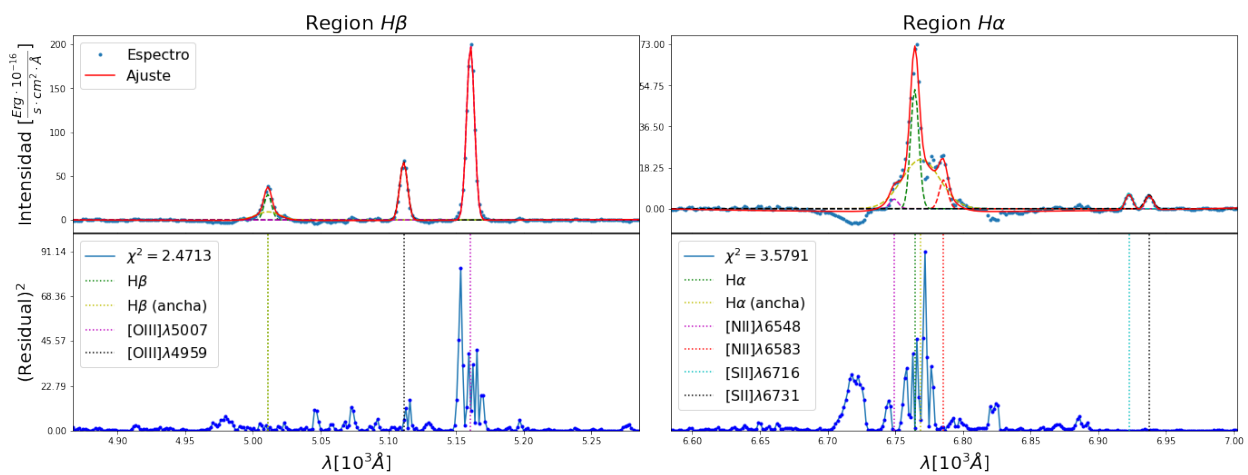 Region Hβ
Region Hα
Intensidad [Erg · 10⁻¹⁶ / s · cm² · Å]
200
150
100
50
0
Espectro
Ajuste
73.00
54.75
36.50
18.25
0.00
(Residual)²
91.14
68.36
45.57
22.79
0.00
χ² = 2.4713
Hβ
Hβ (ancha)
[OIII]λ5007
[OIII]λ4959
χ² = 3.5791
Hα
Hα (ancha)
[NII]λ6548
[NII]λ6583
[SII]λ6716
[SII]λ6731
4.90 4.95 5.00 5.05 5.10 5.15 5.20 5.25
6.60 6.65 6.70 6.75 6.80 6.85 6.90 6.95 7.00
λ[10³Å]
λ[10³Å]